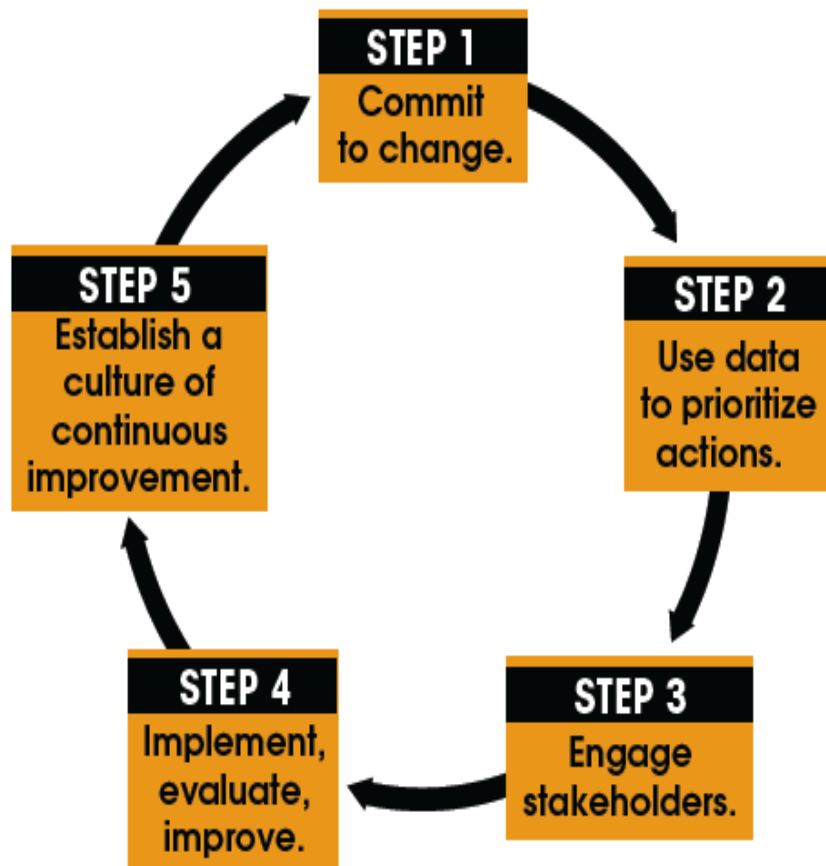 STEP 1
Commit
to change.
STEP 2
Use data
to prioritize
actions.
STEP 3
Engage
stakeholders.
STEP 4
Implement,
evaluate,
improve.
STEP 5
Establish a
culture of
continuous
improvement.